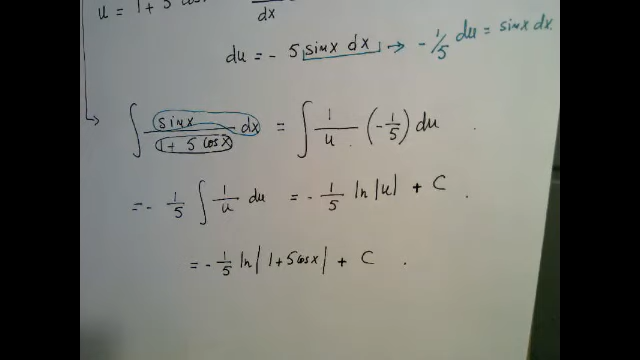 u = 1 + 5 cos
dx
du = - 5 sinx dx → - 1/5 du = sinx dx.
∫ sinx / (1 + 5 cosx) dx = ∫ 1/u (-1/5) du .
= - 1/5 ∫ 1/u du = - 1/5 ln |u| + C .
= - 1/5 ln | 1 + 5cosx | + C .